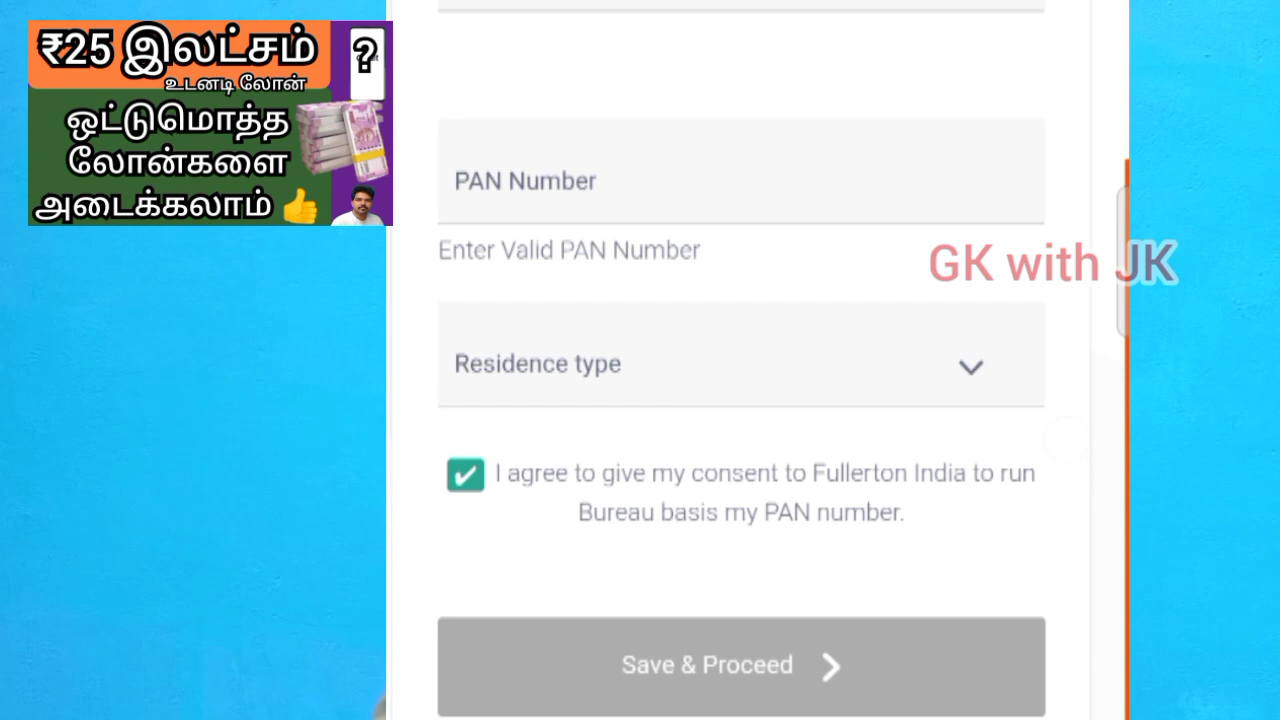 ₹25 இலட்சம்
உடனடி லோன்
ஒட்டுமொத்த
லோன்களை
அடைக்கலாம்
?
PAN Number
Enter Valid PAN Number
GK with JK
Residence type
I agree to give my consent to Fullerton India to run
Bureau basis my PAN number.
Save & Proceed